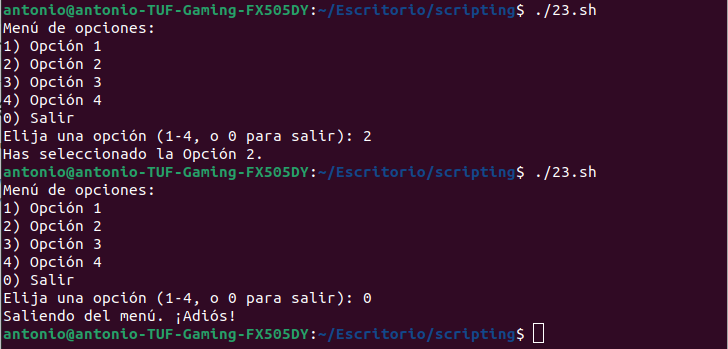 antonio@antonio-TUF-Gaming-FX505DY:~/Escritorio/scripting$ ./23.sh
Menú de opciones:
1) Opción 1
2) Opción 2
3) Opción 3
4) Opción 4
0) Salir
Elija una opción (1-4, o 0 para salir): 2
Has seleccionado la Opción 2.
antonio@antonio-TUF-Gaming-FX505DY:~/Escritorio/scripting$ ./23.sh
Menú de opciones:
1) Opción 1
2) Opción 2
3) Opción 3
4) Opción 4
0) Salir
Elija una opción (1-4, o 0 para salir): 0
Saliendo del menú. ¡Adiós!
antonio@antonio-TUF-Gaming-FX505DY:~/Escritorio/scripting$